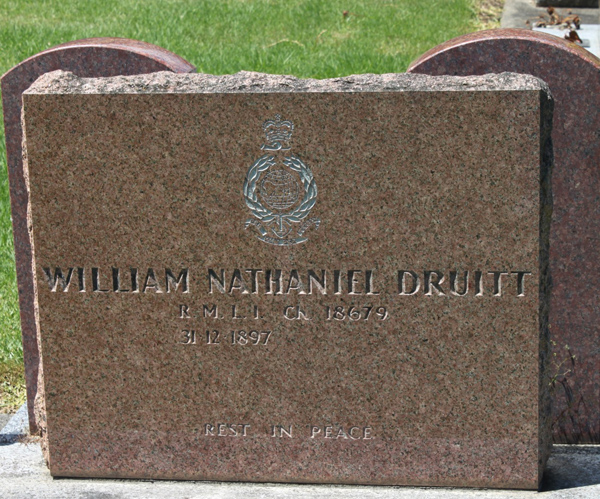 WILLIAM NATHANIEL DRUITT
R. M. L. I. CH. 18679
31·12·1897
REST IN PEACE